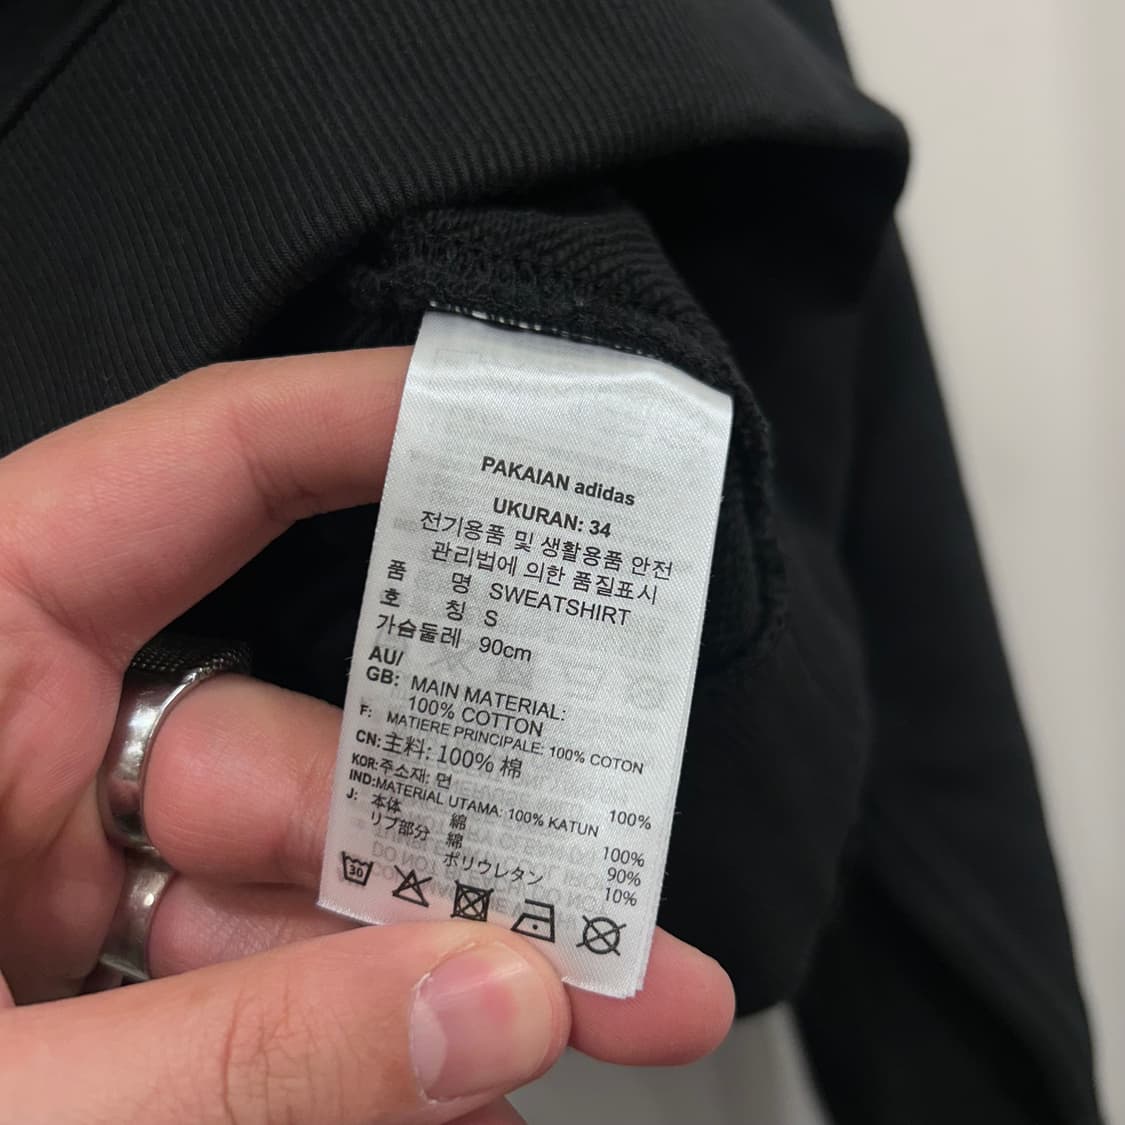 PAKAIAN adidas
UKURAN: 34
전기용품 및 생활용품 안전
관리법에 의한 품질표시
품 명 SWEATSHIRT
호 칭 S
가슴둘레 90cm
AU/
GB: MAIN MATERIAL:
100% COTTON
F: MATIERE PRINCIPALE: 100% COTON
CN: 主料: 100% 棉
KOR: 주소재: 면 100%
IND: MATERIAL UTAMA: 100% KATUN
J: 本体 綿 100%
リブ部分 綿 90%
ポリウレタン 10%
30